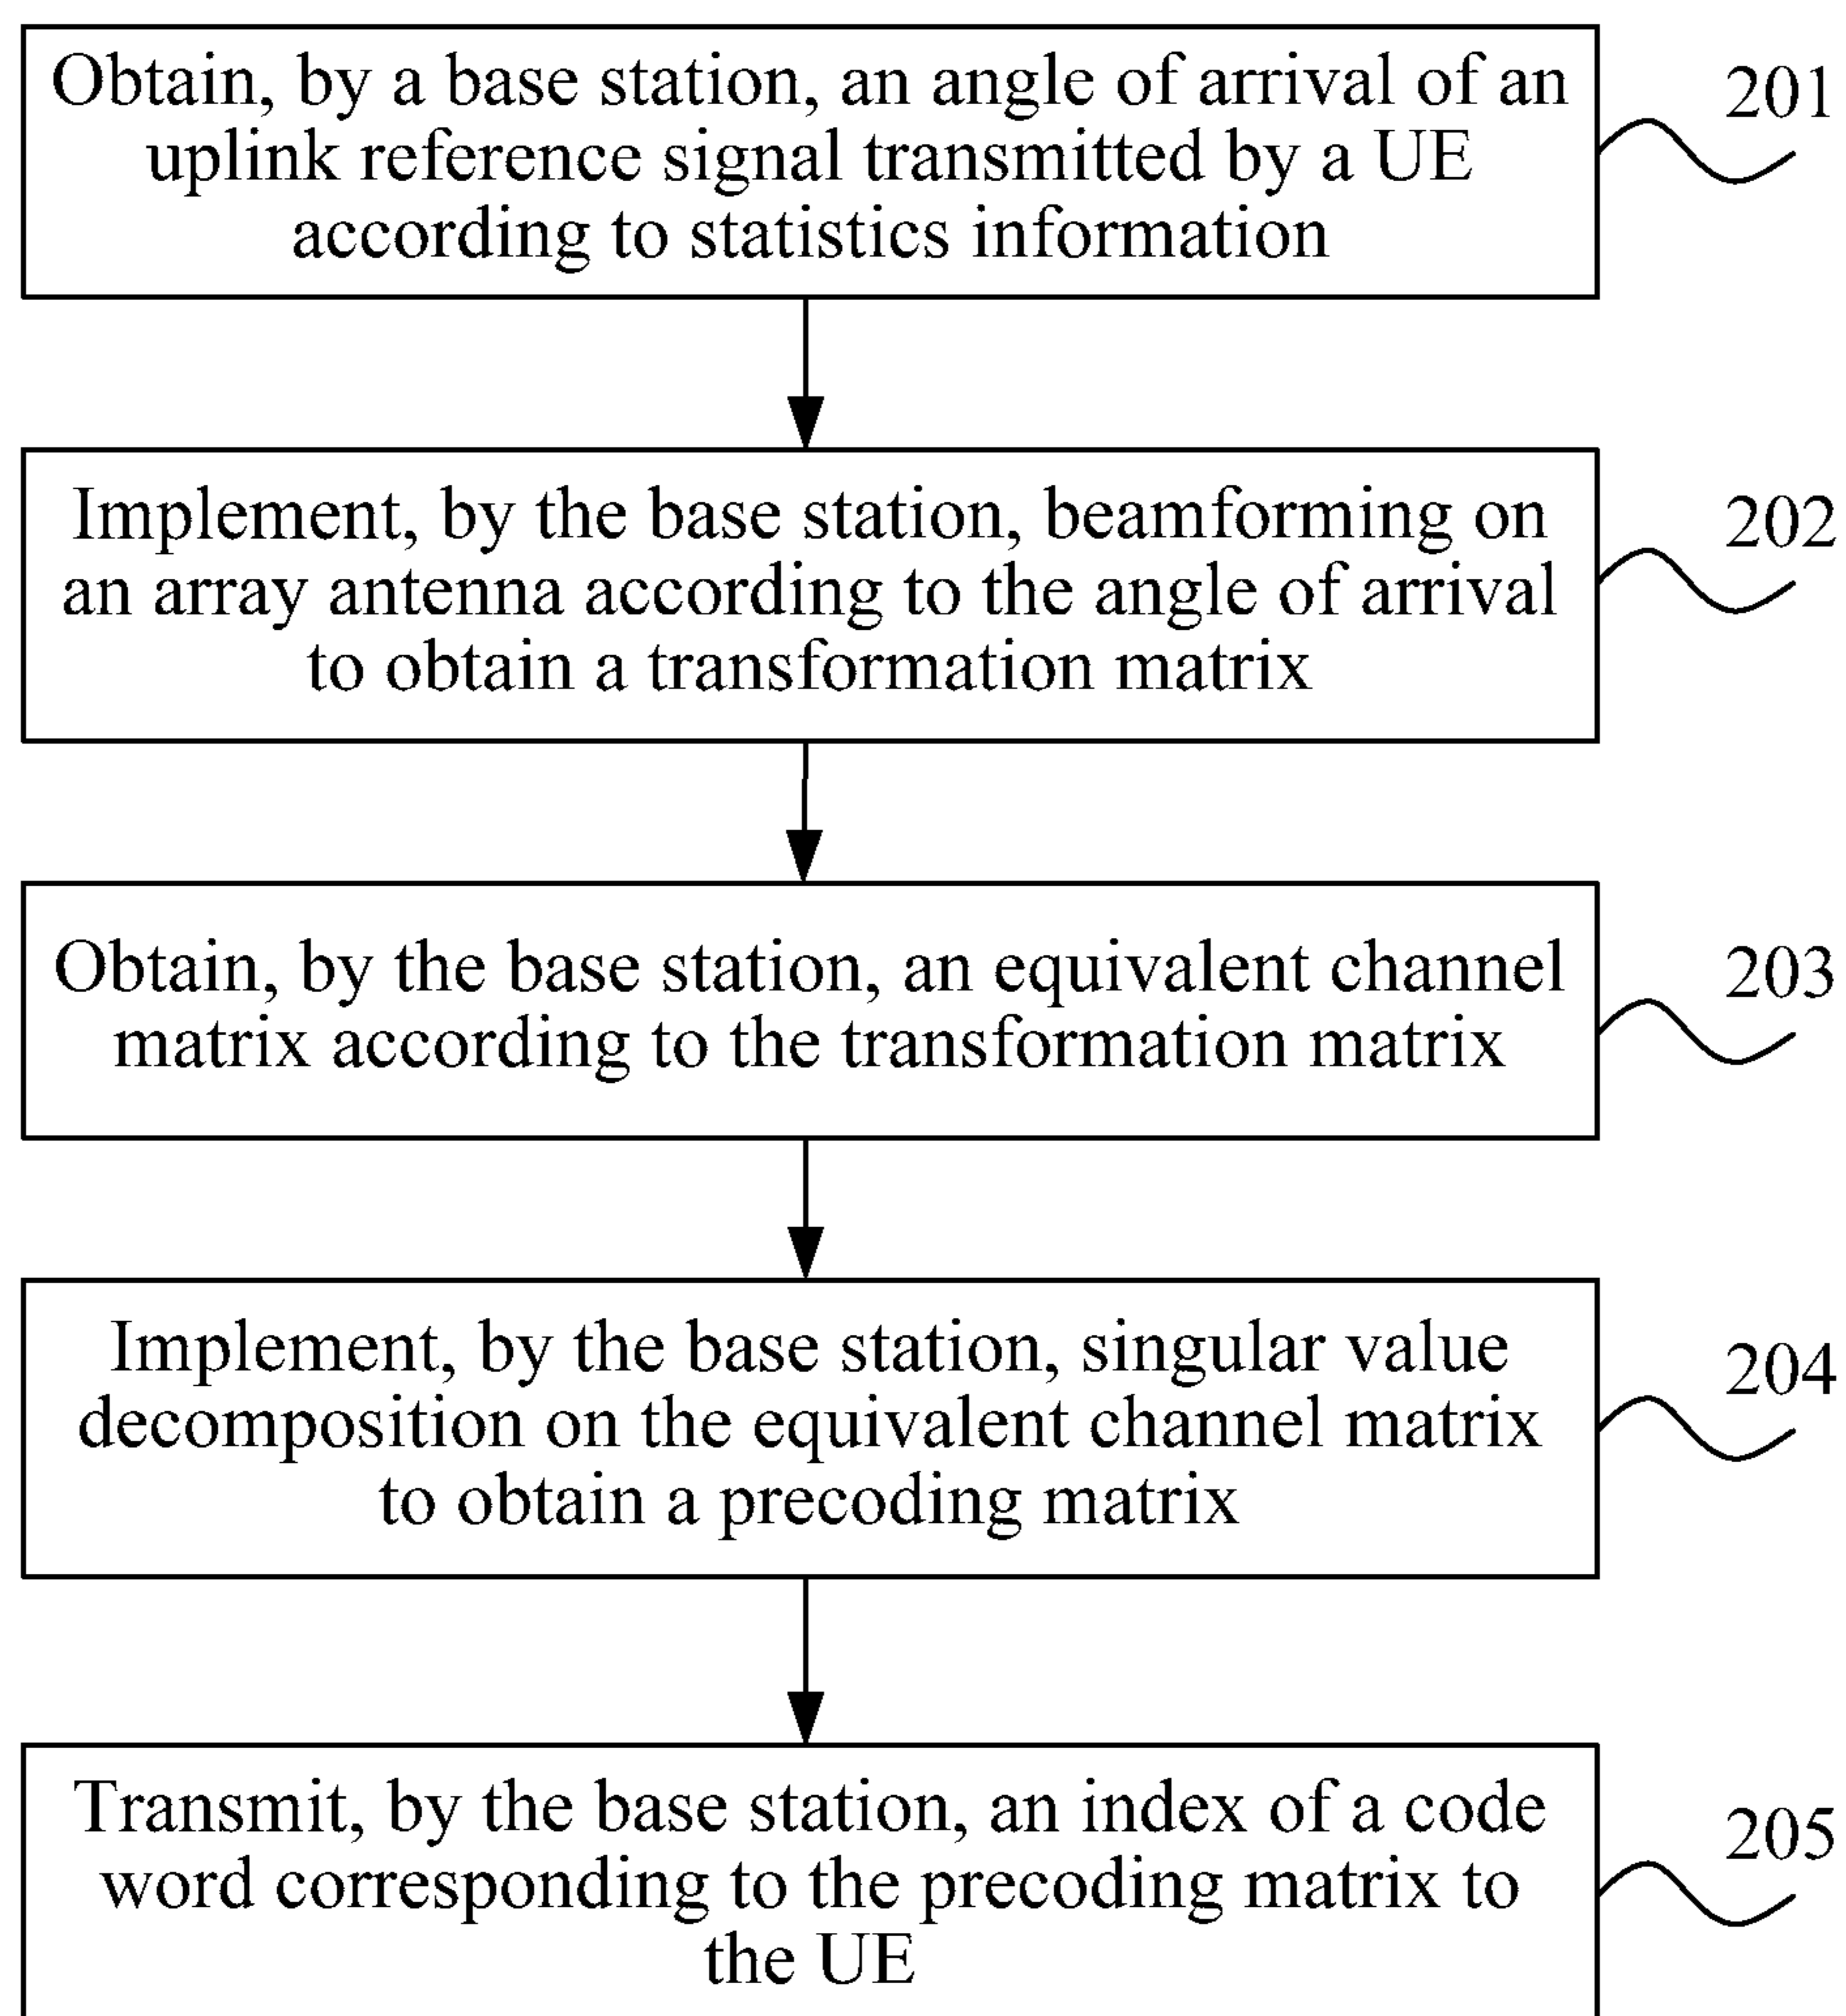 Obtain, by a base station, an angle of arrival of an
uplink reference signal transmitted by a UE
according to statistics information
201
Implement, by the base station, beamforming on
an array antenna according to the angle of arrival
to obtain a transformation matrix
202
Obtain, by the base station, an equivalent channel
matrix according to the transformation matrix
203
Implement, by the base station, singular value
decomposition on the equivalent channel matrix
to obtain a precoding matrix
204
Transmit, by the base station, an index of a code
word corresponding to the precoding matrix to
the UE
205